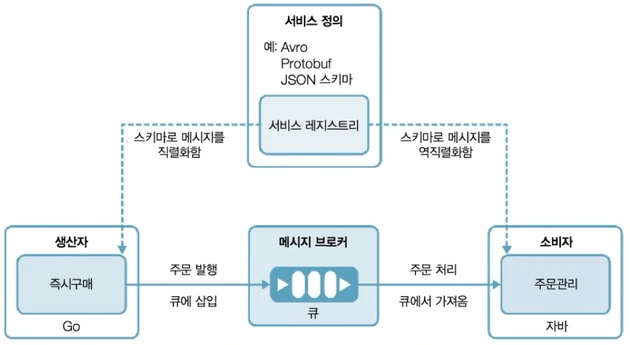 서비스 정의
예: Avro
Protobuf
JSON 스키마
서비스 레지스트리
스키마로 메시지를
직렬화함
스키마로 메시지를
역직렬화함
생산자
즉시구매
Go
주문 발행
큐에 삽입
메시지 브로커
큐
주문 처리
큐에서 가져옴
소비자
주문관리
자바